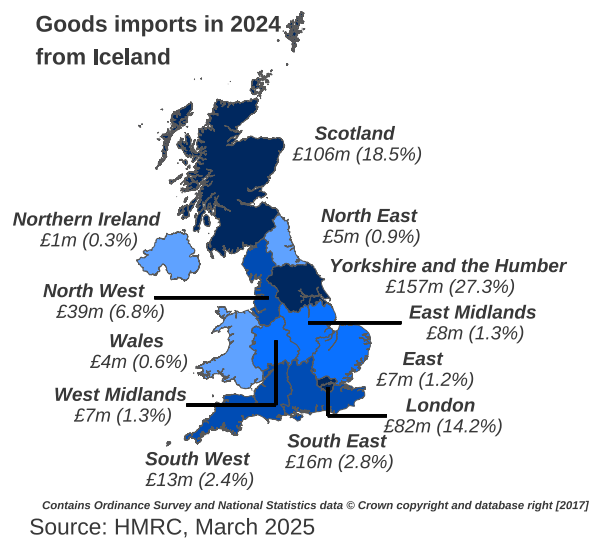 Goods imports in 2024
from Iceland
Scotland
£106m (18.5%)
Northern Ireland
£1m (0.3%)
North East
£5m (0.9%)
Yorkshire and the Humber
£157m (27.3%)
North West
£39m (6.8%)
East Midlands
£8m (1.3%)
Wales
£4m (0.6%)
East
£7m (1.2%)
West Midlands
£7m (1.3%)
London
£82m (14.2%)
South East
£16m (2.8%)
South West
£13m (2.4%)
Contains Ordinance Survey and National Statistics data © Crown copyright and database right [2017]
Source: HMRC, March 2025